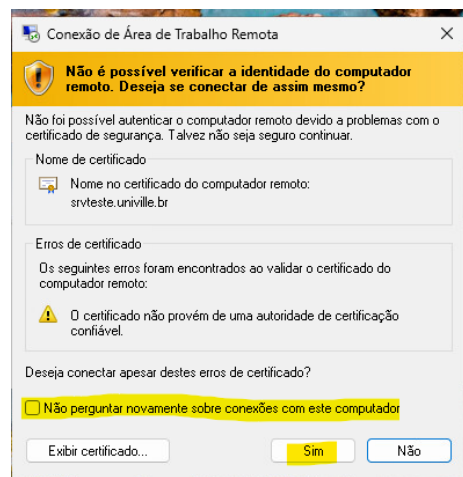 Conexão de Área de Trabalho Remota
Não é possível verificar a identidade do computador
remoto. Deseja se conectar de assim mesmo?
Não foi possível autenticar o computador remoto devido a problemas com o
certificado de segurança. Talvez não seja seguro continuar.
Nome de certificado
Nome no certificado do computador remoto:
srvteste.univille.br
Erros de certificado
Os seguintes erros foram encontrados ao validar o certificado do
computador remoto:
O certificado não provém de uma autoridade de certificação
confiável.
Deseja conectar apesar destes erros de certificado?
Não perguntar novamente sobre conexões com este computador
Exibir certificado... Sim Não